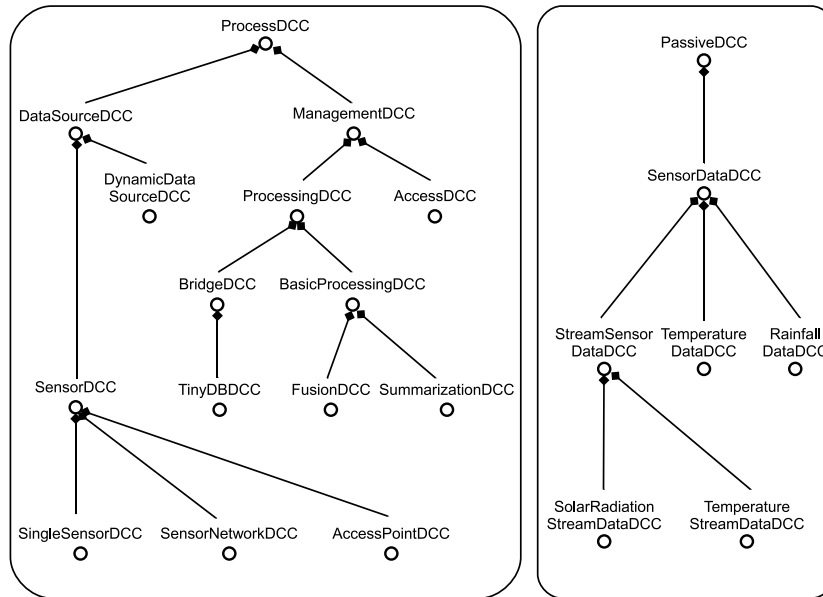 ProcessDCC
DataSourceDCC
ManagementDCC
DynamicData
SourceDCC
ProcessingDCC
AccessDCC
BridgeDCC
BasicProcessingDCC
SensorDCC
TinyDBDCC
FusionDCC
SummarizationDCC
SingleSensorDCC
SensorNetworkDCC
AccessPointDCC
PassiveDCC
SensorDataDCC
StreamSensor
DataDCC
Temperature
DataDCC
Rainfall
DataDCC
SolarRadiation
StreamDataDCC
Temperature
StreamDataDCC